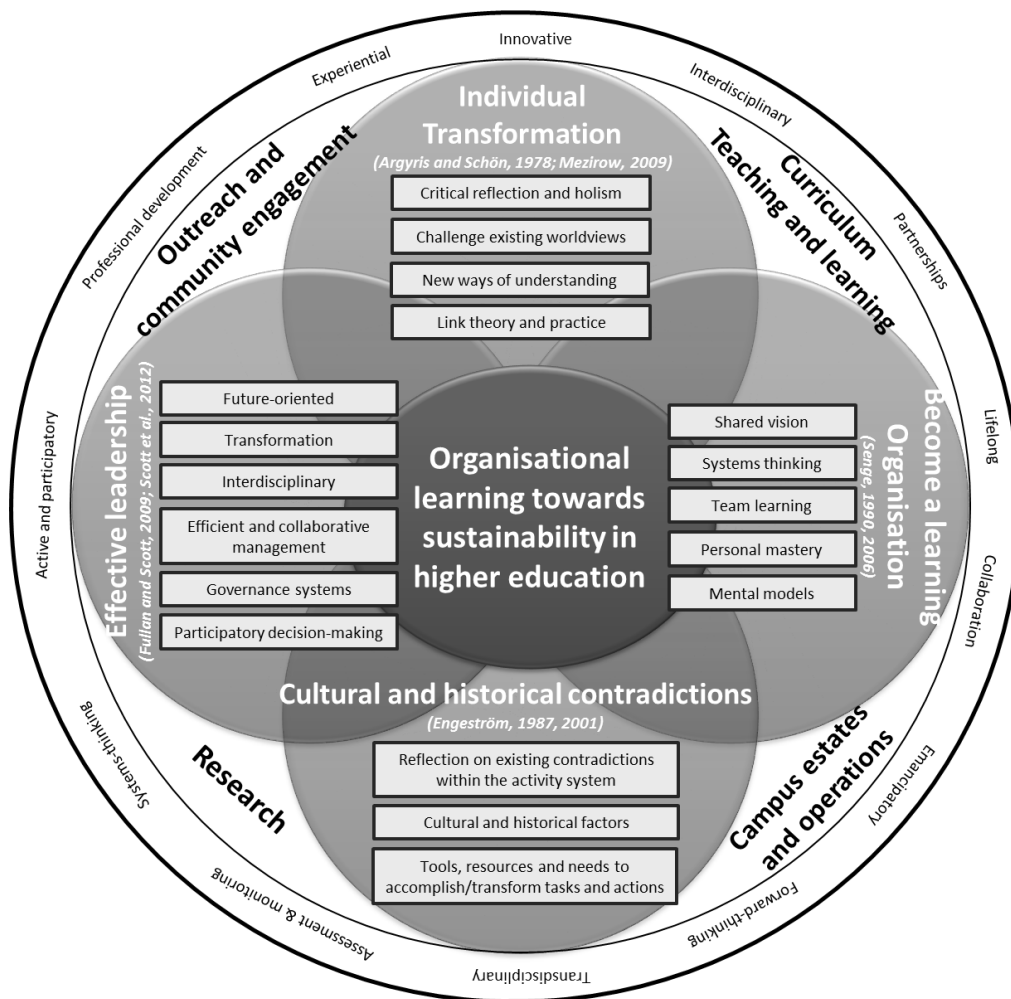 Innovative
Interdisciplinary
Partnerships
Lifelong
Collaboration
Emancipatory
Forward-thinking
Transdisciplinary
Assessment & monitoring
Systems-thinking
Active and participatory
Professional development
Experiential
Outreach and
community engagement
Curriculum
Teaching and learning
Individual
Transformation
(Argyris and Schön, 1978; Mezirow, 2009)
Critical reflection and holism
Challenge existing worldviews
New ways of understanding
Link theory and practice
Effective leadership
(Fullan and Scott, 2009; Scott et al., 2012)
Future-oriented
Transformation
Interdisciplinary
Efficient and collaborative
management
Governance systems
Participatory decision-making
Organisational
learning towards
sustainability in
higher education
Become a learning
Organisation
(Senge, 1990, 2006)
Shared vision
Systems thinking
Team learning
Personal mastery
Mental models
Cultural and historical contradictions
(Engeström, 1987, 2001)
Reflection on existing contradictions
within the activity system
Cultural and historical factors
Tools, resources and needs to
accomplish/transform tasks and actions
Research
Campus estates
and operations